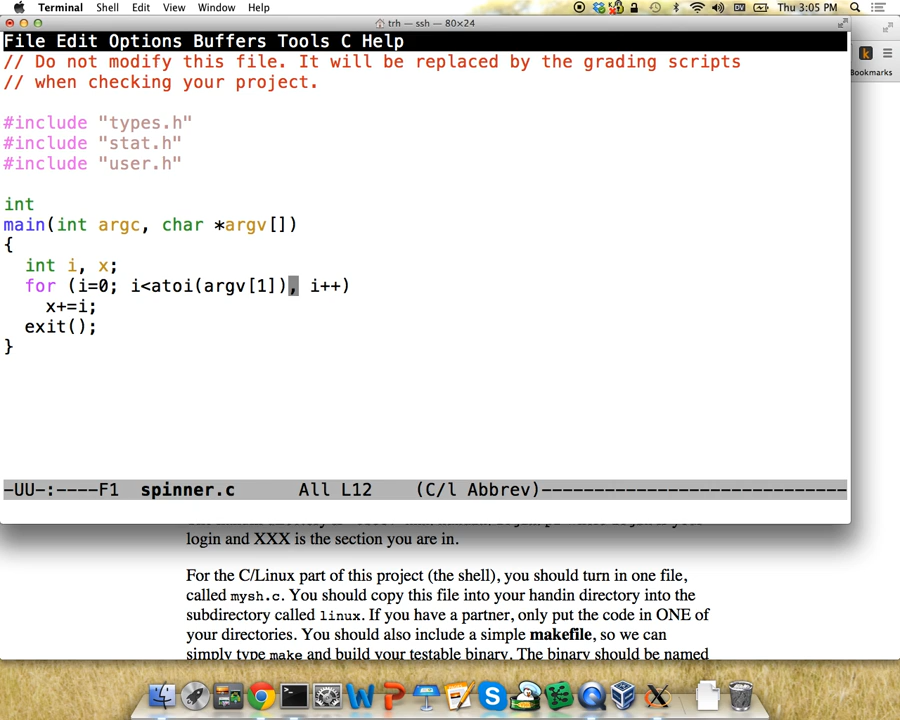 Terminal Shell Edit View Window Help Thu 3:05 PM
trh — ssh — 80×24
File Edit Options Buffers Tools C Help
Bookmarks
// Do not modify this file. It will be replaced by the grading scripts
// when checking your project.
#include "types.h"
#include "stat.h"
#include "user.h"
int
main(int argc, char *argv[])
{
int i, x;
for (i=0; i<atoi(argv[1]), i++)
x+=i;
exit();
}
-UU-:----F1 spinner.c All L12 (C/l Abbrev)------------------------------
login and XXX is the section you are in.
For the C/Linux part of this project (the shell), you should turn in one file,
called mysh.c. You should copy this file into your handin directory into the
subdirectory called linux. If you have a partner, only put the code in ONE of
your directories. You should also include a simple makefile, so we can
simply type make and build your testable binary. The binary should be named